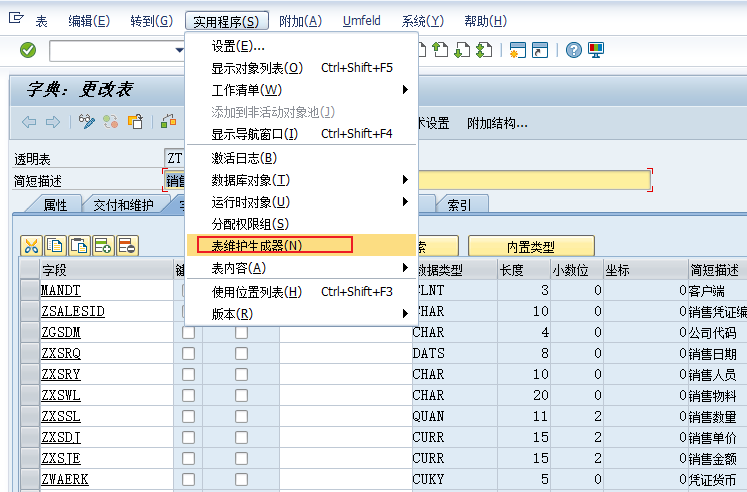 表 编辑(E) 转到(G) 实用程序(S) 附加(A) Umfeld 系统(Y) 帮助(H)
设置(E)...
显示对象列表(O) Ctrl+Shift+F5
工作清单(W)
添加到非活动对象池(J)
显示导航窗口(I) Ctrl+Shift+F4
激活日志(B)
数据库对象(T)
运行时对象(U)
分配权限组(S)
表维护生成器(N)
表内容(A)
使用位置列表(H) Ctrl+Shift+F3
版本(R)
字典: 更改表
术设置 附加结构...
透明表 ZT
简短描述 销售
属性 交付和维护 字 索引
索 内置类型
字段 键 数据类型 长度 小数位 坐标 简短描述
MANDT CLNT 3 0 0 客户端
ZSALESID CHAR 10 0 0 销售凭证编
ZGSDM CHAR 4 0 0 公司代码
ZXSRQ DATS 8 0 0 销售日期
ZXSRY CHAR 10 0 0 销售人员
ZXSWL CHAR 20 0 0 销售物料
ZXSSL QUAN 11 2 0 销售数量
ZXSDJ CURR 15 2 0 销售单价
ZXSJE CURR 15 2 0 销售金额
ZWAERK CUKY 5 0 0 凭证货币